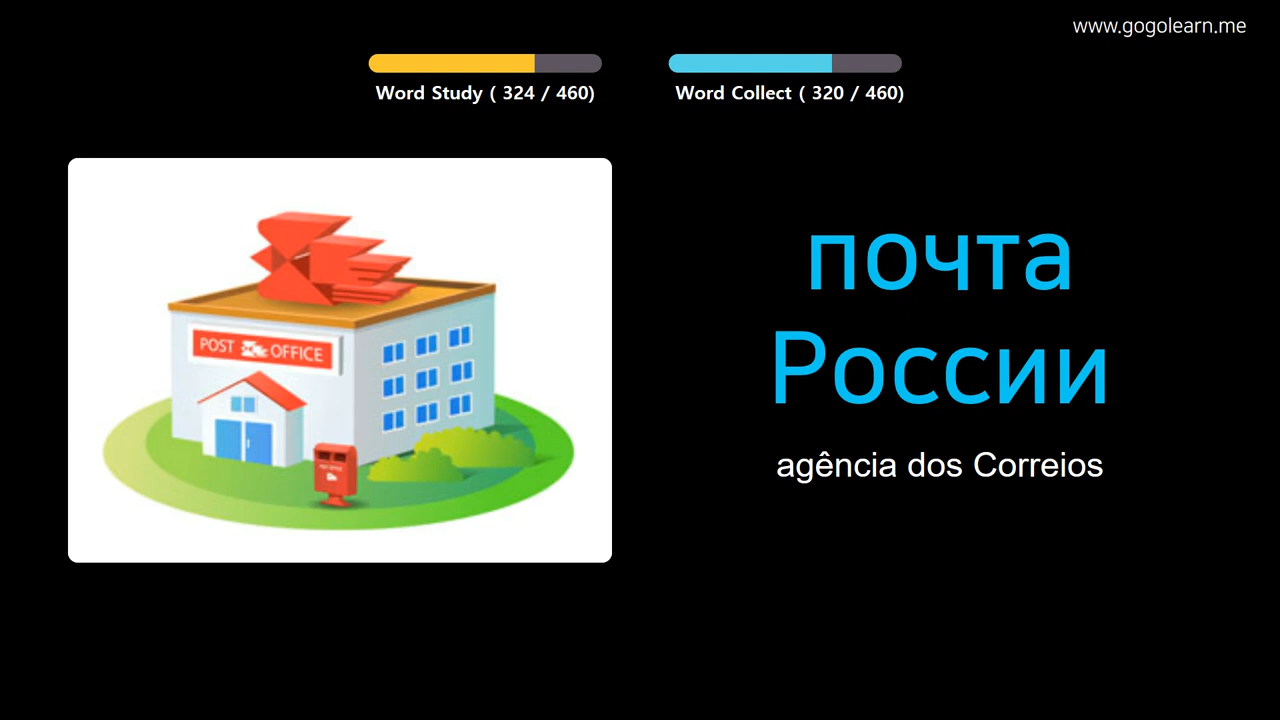 www.gogolearn.me
Word Study ( 324 / 460)
Word Collect ( 320 / 460)
POST OFFICE
почта
России
agência dos Correios